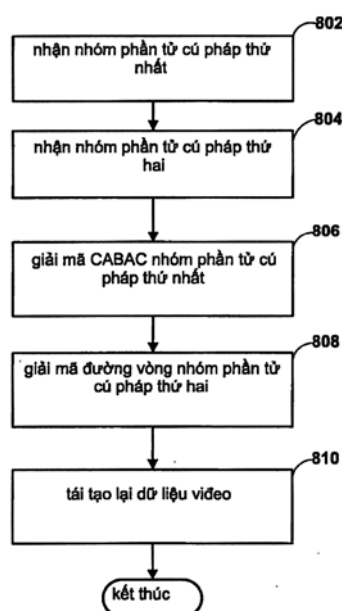 802
nhận nhóm phần tử cú pháp thứ
nhất
804
nhận nhóm phần tử cú pháp thứ
hai
806
giải mã CABAC nhóm phần tử cú
pháp thứ nhất
808
giải mã đường vòng nhóm phần tử
cú pháp thứ hai
810
tái tạo lại dữ liệu viđeo
kết thúc